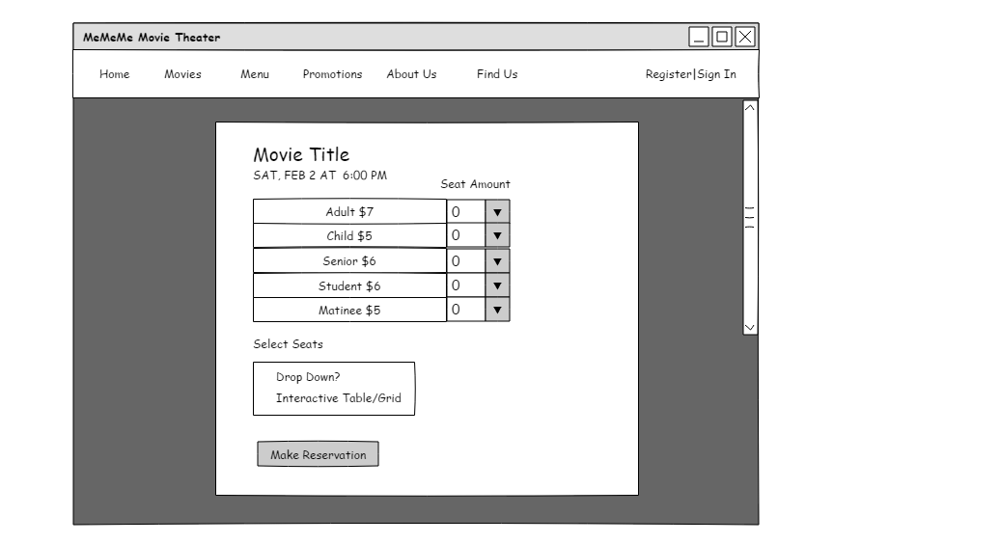 MeMeMe Movie Theater
Home Movies Menu Promotions About Us Find Us Register|Sign In
Movie Title
SAT, FEB 2 AT 6:00 PM
Seat Amount
Adult $7 0
Child $5 0
Senior $6 0
Student $6 0
Matinee $5 0
Select Seats
Drop Down?
Interactive Table/Grid
Make Reservation